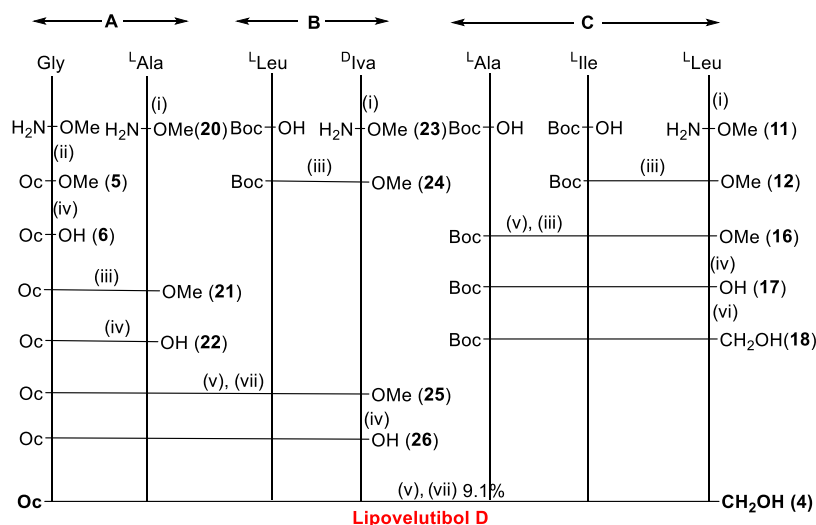 A B C
Gly ᴸAla ᴸLeu ᴰIva ᴸAla ᴸIle ᴸLeu
(i) (i) (i)
H₂N OMe H₂N OMe(20) Boc OH H₂N OMe (23) Boc OH Boc OH H₂N OMe (11)
(ii) (iii) (iii)
Oc OMe (5) Boc OMe (24) Boc OMe (12)
(iv) (v), (iii)
Oc OH (6) Boc OMe (16)
(iii) (iv)
Oc OMe (21) Boc OH (17)
(iv) (vi)
Oc OH (22) Boc CH₂OH(18)
(v), (vii)
Oc OMe (25)
(iv)
Oc OH (26)
(v), (vii) 9.1%
Oc CH₂OH (4)
Lipovelutibol D